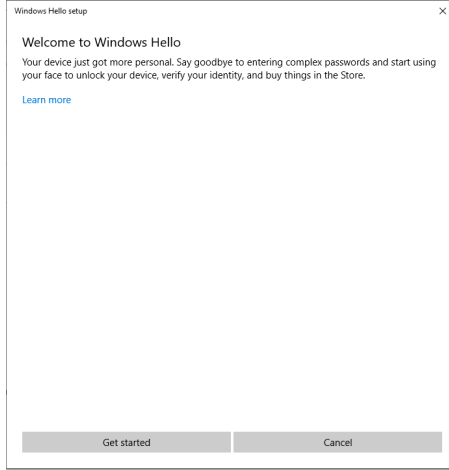 Windows Hello setup
Welcome to Windows Hello
Your device just got more personal. Say goodbye to entering complex passwords and start using
your face to unlock your device, verify your identity, and buy things in the Store.
Learn more
Get started
Cancel